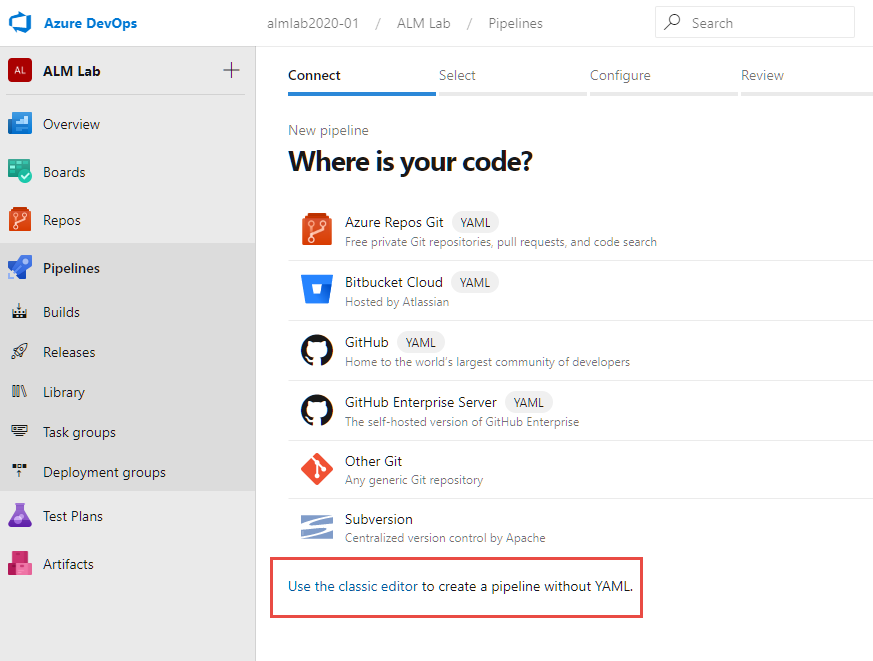 Azure DevOps
almlab2020-01 / ALM Lab / Pipelines
Search
AL ALM Lab
Overview
Boards
Repos
Pipelines
Builds
Releases
Library
Task groups
Deployment groups
Test Plans
Artifacts
Connect Select Configure Review
New pipeline
Where is your code?
Azure Repos Git YAML
Free private Git repositories, pull requests, and code search
Bitbucket Cloud YAML
Hosted by Atlassian
GitHub YAML
Home to the world's largest community of developers
GitHub Enterprise Server YAML
The self-hosted version of GitHub Enterprise
Other Git
Any generic Git repository
Subversion
Centralized version control by Apache
Use the classic editor to create a pipeline without YAML.